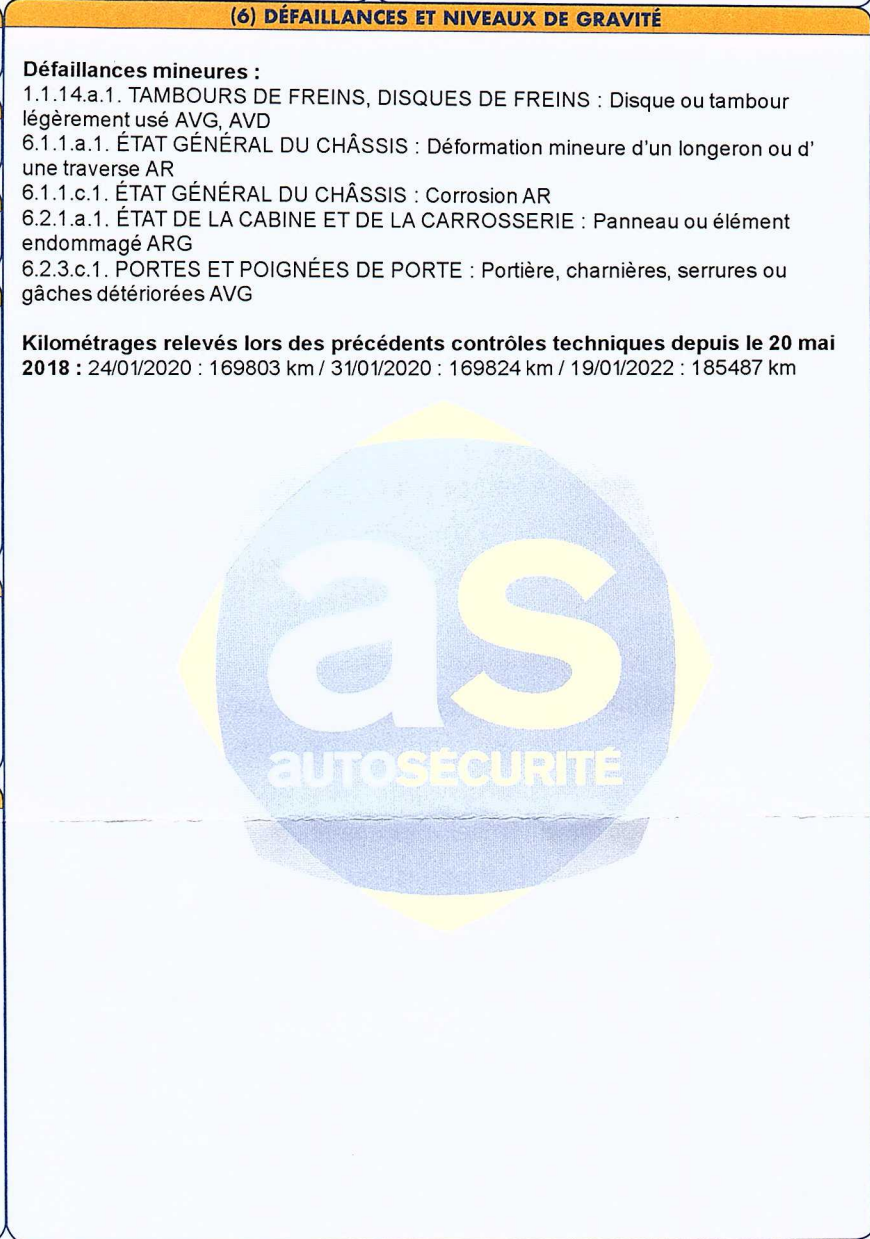 (6) DÉFAILLANCES ET NIVEAUX DE GRAVITÉ
Défaillances mineures :
1.1.14.a.1. TAMBOURS DE FREINS, DISQUES DE FREINS : Disque ou tambour
légèrement usé AVG, AVD
6.1.1.a.1. ÉTAT GÉNÉRAL DU CHÂSSIS : Déformation mineure d'un longeron ou d'
une traverse AR
6.1.1.c.1. ÉTAT GÉNÉRAL DU CHÂSSIS : Corrosion AR
6.2.1.a.1. ÉTAT DE LA CABINE ET DE LA CARROSSERIE : Panneau ou élément
endommagé ARG
6.2.3.c.1. PORTES ET POIGNÉES DE PORTE : Portière, charnières, serrures ou
gâches détériorées AVG
Kilométrages relevés lors des précédents contrôles techniques depuis le 20 mai
2018 : 24/01/2020 : 169803 km / 31/01/2020 : 169824 km / 19/01/2022 : 185487 km
as
aUTOSÉCURITÉ